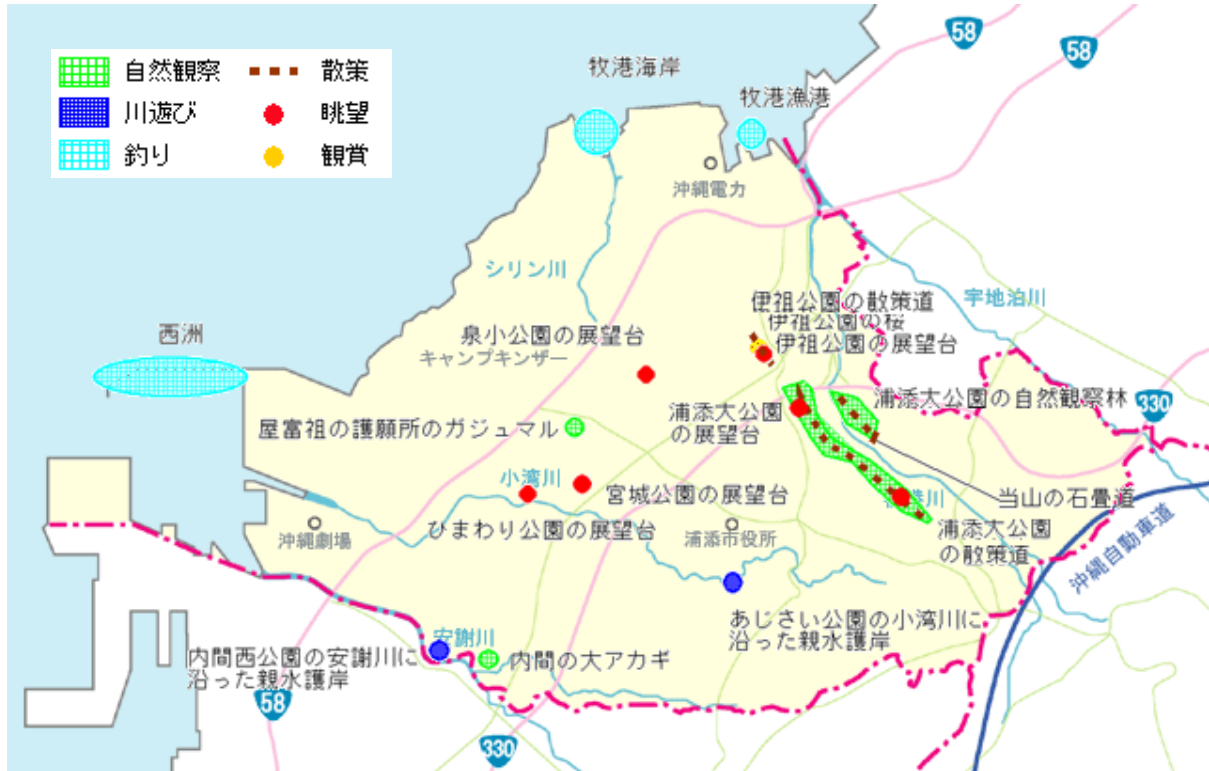 自然観察
散策
川遊び
眺望
釣り
観賞
58
58
牧港海岸
牧港漁港
沖縄電力
シリン川
宇地泊川
伊祖公園の散策道
伊祖公園の桜
伊祖公園の展望台
泉小公園の展望台
キャンプキンザー
西洲
浦添大公園の自然観察林
330
浦添大公園
の展望台
屋富祖の護願所のガジュマル
小湾川
宮城公園の展望台
当山の石畳道
ひまわり公園の展望台
沖縄劇場
浦添市役所
浦添大公園
の散策道
沖縄自動車道
あじさい公園の小湾川に
沿った親水護岸
安謝川
内間西公園の安謝川に
沿った親水護岸
内間の大アカギ
58
330